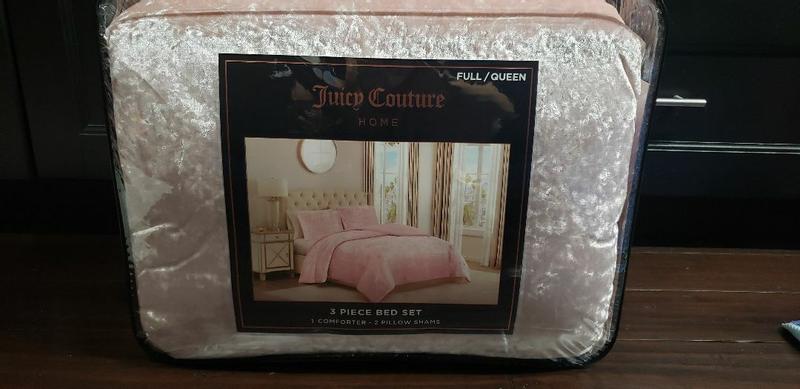 FULL/QUEEN
Juicy Couture
HOME
3 PIECE BED SET
1 COMFORTER - 2 PILLOW SHAMS